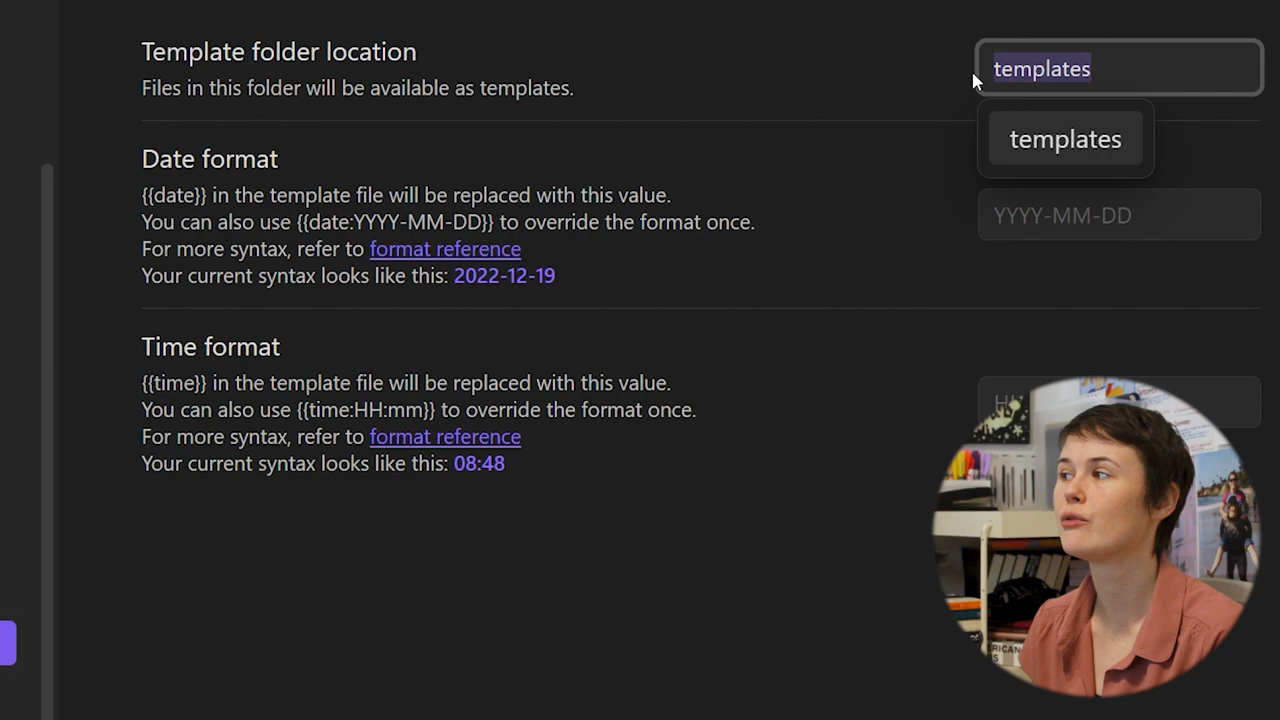 Template folder location
templates
Files in this folder will be available as templates.
templates
Date format
{{date}} in the template file will be replaced with this value.
You can also use {{date:YYYY-MM-DD}} to override the format once.
YYYY-MM-DD
For more syntax, refer to format reference
Your current syntax looks like this: 2022-12-19
Time format
{{time}} in the template file will be replaced with this value.
You can also use {{time:HH:mm}} to override the format once.
For more syntax, refer to format reference
Your current syntax looks like this: 08:48